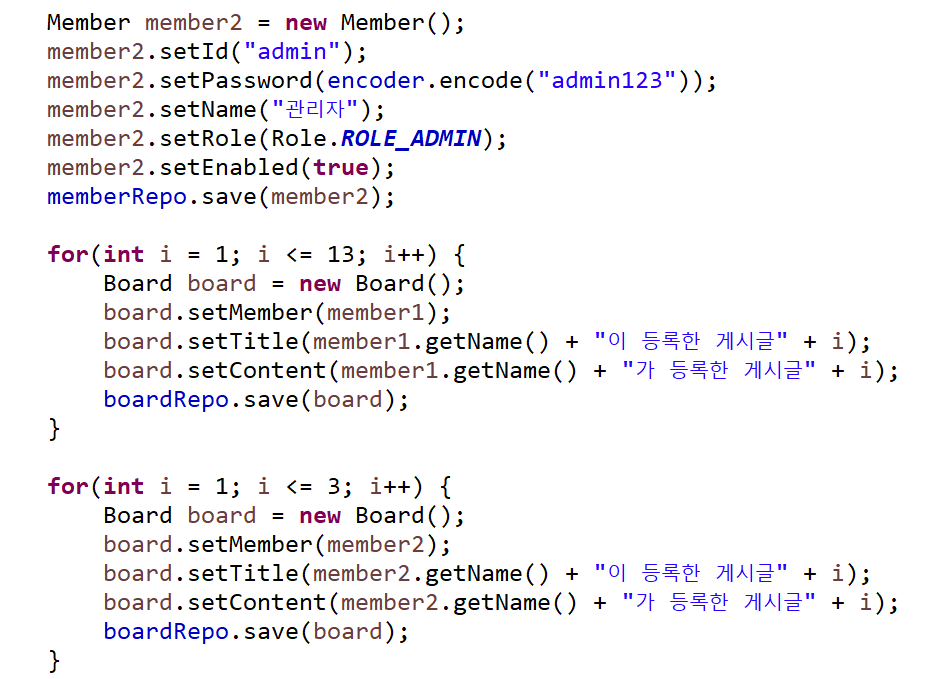 Member member2 = new Member();
member2.setId("admin");
member2.setPassword(encoder.encode("admin123"));
member2.setName("관리자");
member2.setRole(Role.ROLE_ADMIN);
member2.setEnabled(true);
memberRepo.save(member2);
for(int i = 1; i <= 13; i++) {
Board board = new Board();
board.setMember(member1);
board.setTitle(member1.getName() + "이 등록한 게시글" + i);
board.setContent(member1.getName() + "가 등록한 게시글" + i);
boardRepo.save(board);
}
for(int i = 1; i <= 3; i++) {
Board board = new Board();
board.setMember(member2);
board.setTitle(member2.getName() + "이 등록한 게시글" + i);
board.setContent(member2.getName() + "가 등록한 게시글" + i);
boardRepo.save(board);
}